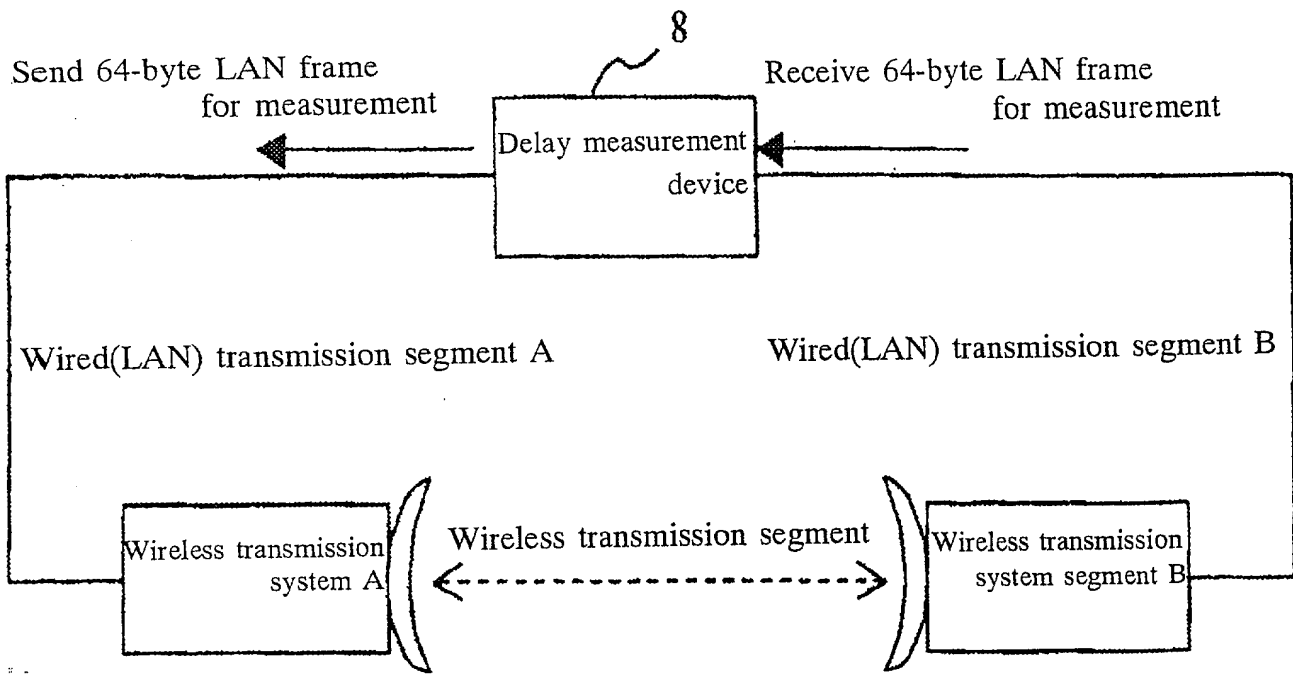 8
Send 64-byte LAN frame
for measurement
Receive 64-byte LAN frame
for measurement
Delay measurement
device
Wired(LAN) transmission segment A
Wired(LAN) transmission segment B
Wireless transmission
system A
Wireless transmission segment
Wireless transmission
system segment B